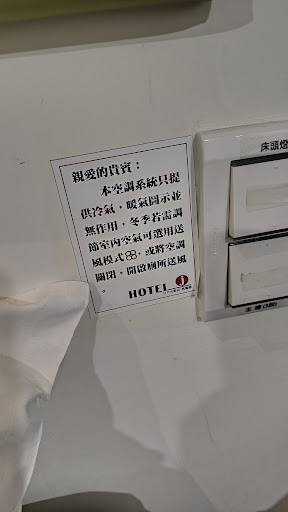 親愛的貴賓：
本空調系統只提
供冷氣，暖氣圖示並
無作用，冬季若需調
節室內空氣可選用送
風模式，或將空調
關閉，開啟廁所送風
。
HOTEL j
床頭燈